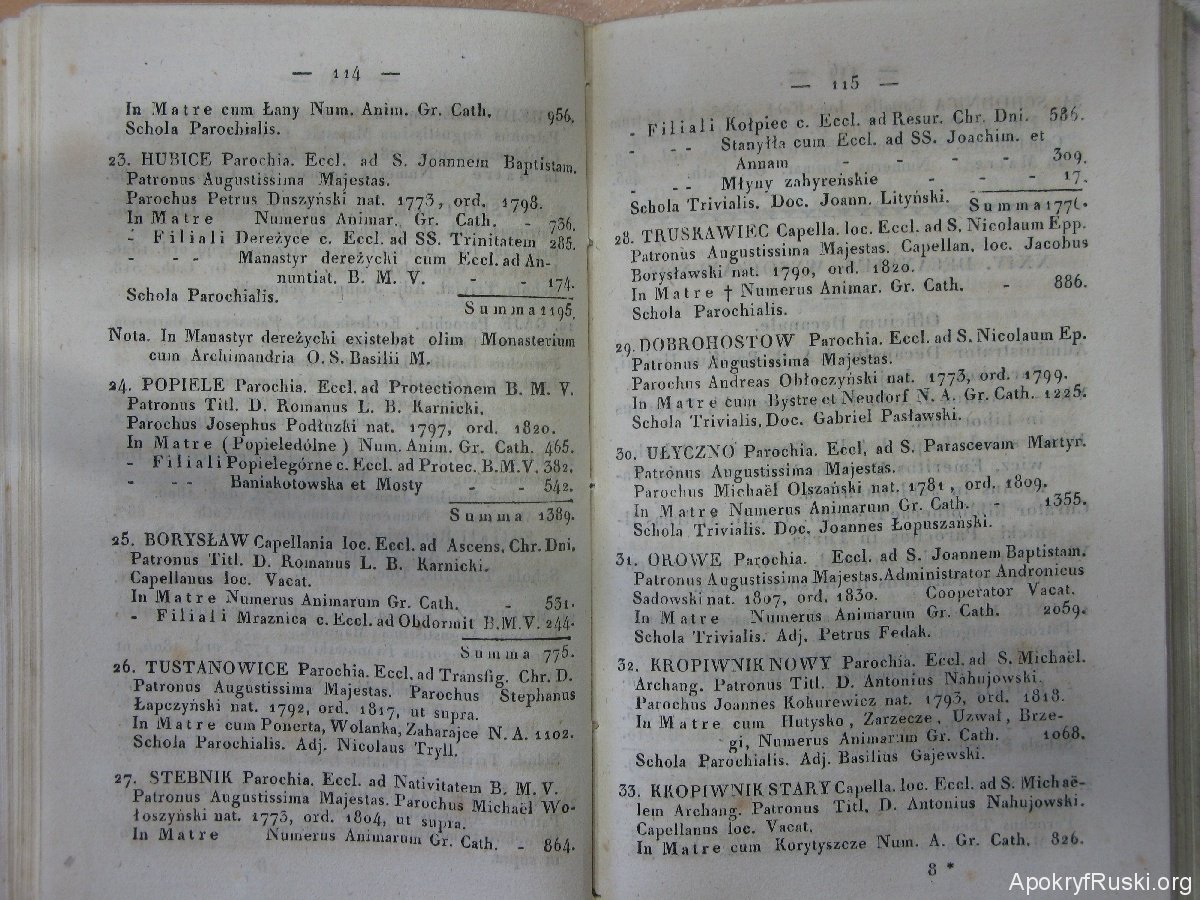 — 114 —
In Matre cum Łany Num. Anim. Gr. Cath. 956.
Schola Parochialis.
23. HUBICE Parochia. Eccl. ad S. Joannem Baptistam.
Patronus Augustissima Majestas.
Parochus Petrus Duszyński nat. 1773, ord. 1798.
In Matre Numerus Animar. Gr. Cath. - 736.
- Filiali Dereżyce c. Eccl. ad SS. Trinitatem 285.
- - - Manastyr dereżycki cum Eccl. ad An-
nuntiat. B. M. V. - - 174.
Schola Parochialis.
Summa 1195.
Nota. In Manastyr dereżycki existebat olim Monasterium
cum Archimandria O. S. Basilii M.
24. POPIELE Parochia. Eccl. ad Protectionem B. M. V.
Patronus Titl. D. Romanus L. B. Karnicki.
Parochus Josephus Podłuzki nat. 1797, ord. 1820.
In Matre (Popieledólne) Num. Anim. Gr. Cath. 465.
- Filiali Popielegórne c. Eccl. ad Protec. B. M. V. 382.
- - - Baniakotowska et Mosty - - 542.
Summa 1389.
25. BORYSŁAW Capellania loc. Eccl. ad Ascens. Chr. Dni.
Patronus Titl. D. Romanus L. B. Karnicki.
Capellanus loc. Vacat.
In Matre Numerus Animarum Gr. Cath. - 531.
- Filiali Mraznica c. Eccl. ad Obdormit B. M. V. 244.
Summa 775.
26. TUSTANOWICE Parochia. Eccl. ad Transfig. Chr. D.
Patronus Augustissima Majestas. Parochus Stephanus
Łapczyński nat. 1792, ord. 1817, ut supra.
In Matre cum Ponerta, Wolanka, Zaharajce N. A. 1102.
Schola Parochialis. Adj. Nicolaus Tryll.
27. STEBNIK Parochia. Eccl. ad Nativitatem B. M. V.
Patronus Augustissima Majestas. Parochus Michaël Wo-
łoszyński nat. 1773, ord. 1804, ut supra.
In Matre Numerus Animarum Gr. Cath. - 864.
— 115 —
- Filiali Kołpiec c. Eccl. ad Resur. Chr. Dni. 586.
- - - Stanyłła cum Eccl. ad SS. Joachim. et
Annam - - - - 309.
- - - Młyny zahyreńskie - - - 17.
Schola Trivialis. Doc. Joann. Lityński. Summa 1776.
28. TRUSKAWIEC Capella. loc. Eccl. ad S. Nicolaum Epp.
Patronus Augustissima Majestas. Capellan. loc. Jacobus
Borysławski nat. 1790, ord. 1820.
In Matre † Numerus Animar. Gr. Cath. - 886.
Schola Parochialis.
29. DOBROHOSTOW Parochia. Eccl. ad S. Nicolaum Ep.
Patronus Augustissima Majestas.
Parochus Andreas Obłoczyński nat. 1773, ord. 1799.
In Matre cum Bystre et Neudorf N. A. Gr. Cath. 1225.
Schola Trivialis. Doc. Gabriel Pasławski.
30. UŁYCZNO Parochia. Eccl. ad S. Parascevam Martyr.
Patronus Augustissima Majestas.
Parochus Michaël Olszański nat. 1781, ord. 1809.
In Matre Numerus Animarum Gr. Cath. - 1355.
Schola Trivialis. Doc. Joannes Łopuszański.
31. OROWE Parochia. Eccl. ad S. Joannem Baptistam.
Patronus Augustissima Majestas. Administrator Andronicus
Sadowski nat. 1807, ord. 1830. Cooperator Vacat.
In Matre Numerus Animarum Gr. Cath. 2059.
Schola Trivialis. Adj. Petrus Fedak.
32. KROPIWNIK NOWY Parochia. Eccl. ad S. Michaël.
Archang. Patronus Titl. D. Antonius Nahujowski.
Parochus Joannes Kokurewicz nat. 1793, ord. 1818.
In Matre cum Hutysko, Zarzecze, Uzwał, Brze-
gi, Numerus Animarum Gr. Cath. - 1068.
Schola Parochialis. Adj. Basilius Gajewski.
33. KROPIWNIK STARY Capella. loc. Eccl. ad S. Michaë-
lem Archang. Patronus Titl. D. Antonius Nahujowski.
Capellanus loc. Vacat.
In Matre cum Korytyszcze Num. A. Gr. Cath. 826.
8 *
ApokryfRuski.org